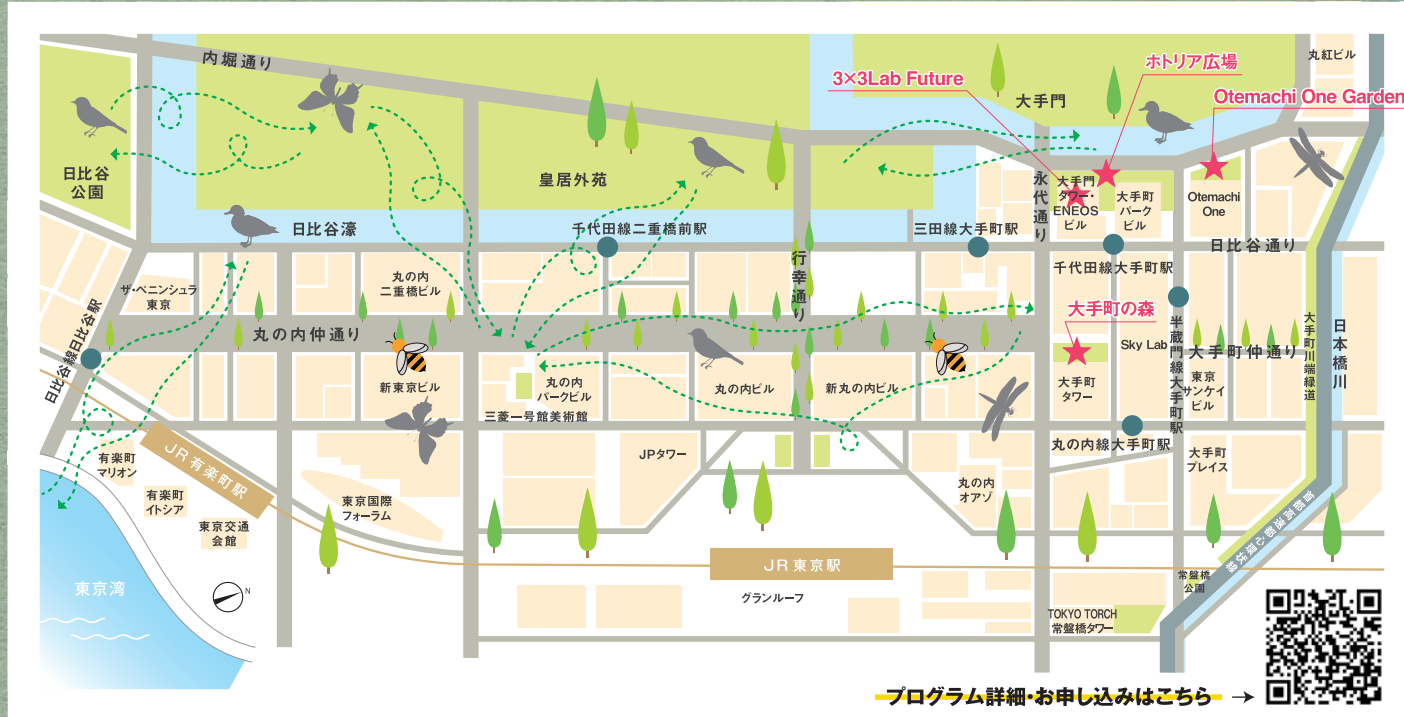 内堀通り
丸紅ビル
ホトリア広場
3×3Lab Future
Otemachi One Garden
大手門
日比谷
公園
皇居外苑
永代通り
大手門
タワー・
ENEOS
ビル
大手町
パーク
ビル
Otemachi
One
日比谷濠
千代田線二重橋前駅
三田線大手町駅
日比谷通り
行幸通り
千代田線大手町駅
ザ・ペニンシュラ
東京
丸の内
二重橋ビル
日比谷線日比谷駅
大手町の森
半蔵門線大手町駅
大手町川端緑道
日本橋川
丸の内仲通り
Sky Lab
大手町仲通り
新東京ビル
丸の内
パークビル
三菱一号館美術館
丸の内ビル
新丸の内ビル
大手町
タワー
東京
サンケイ
ビル
丸の内線大手町駅
有楽町
マリオン
JR有楽町駅
JPタワー
大手町
プレイス
有楽町
イトシア
東京国際
フォーラム
丸の内
オアゾ
東京交通
会館
首都高速都心環状線
JR東京駅
東京湾
N
グランルーフ
常盤橋
公園
TOKYO TORCH
常盤橋タワー
プログラム詳細・お申し込みはこちら →